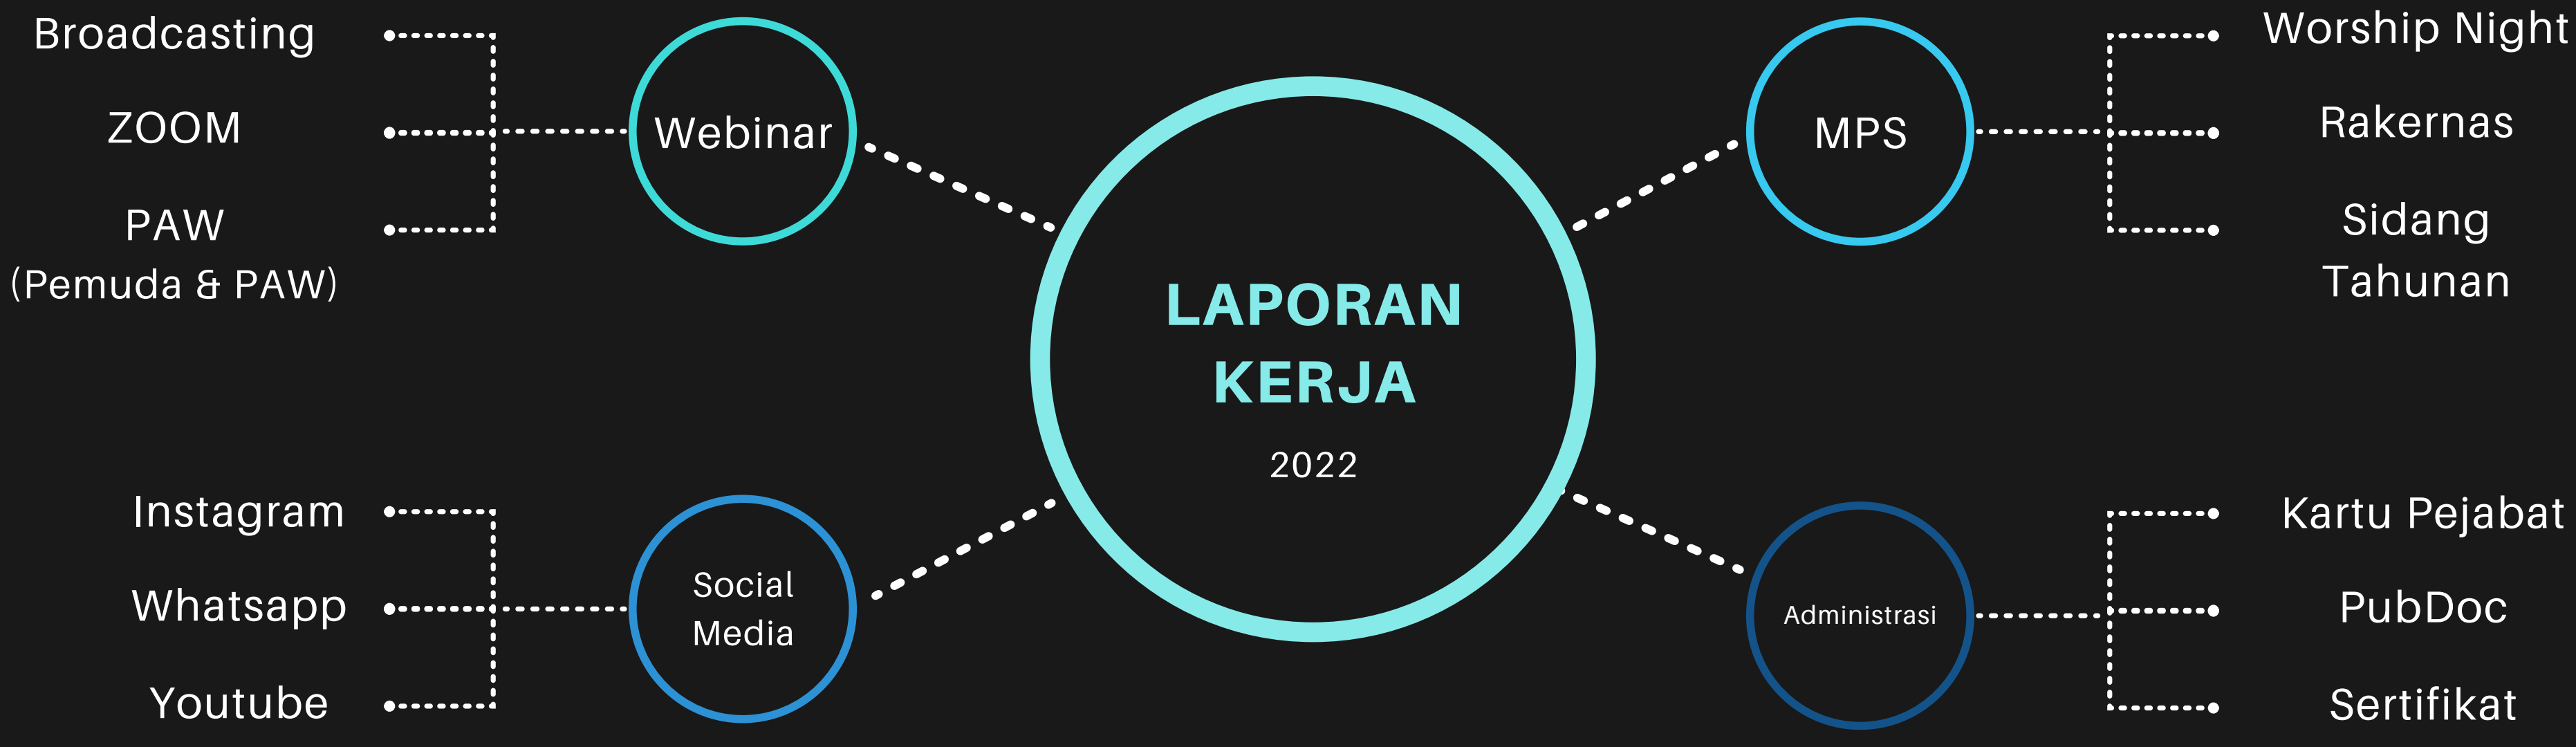 Broadcasting
ZOOM
PAW
(Pemuda & PAW)
Webinar
Instagram
Whatsapp
Youtube
Social
Media
LAPORAN
KERJA
2022
MPS
Worship Night
Rakernas
Sidang
Tahunan
Administrasi
Kartu Pejabat
PubDoc
Sertifikat